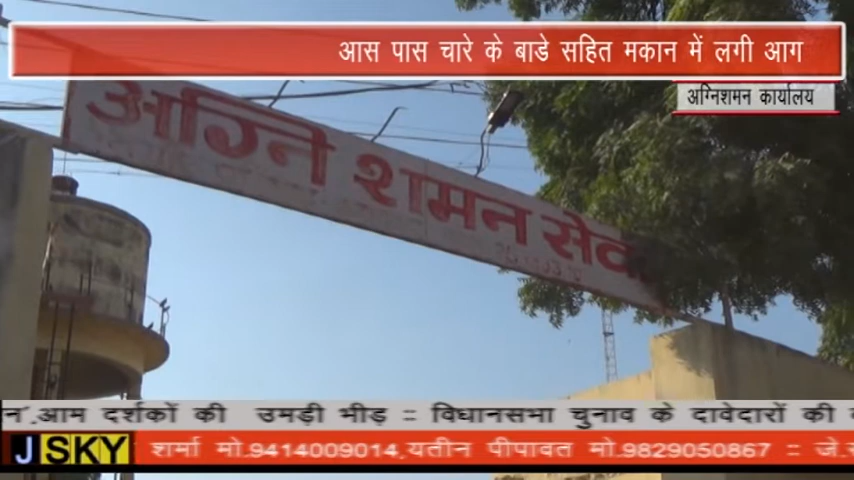 आस पास चारे के बाडे सहित मकान में लगी आग
अग्निशमन कार्यालय
अग्नि शमन सेवा
न',आम दर्शकों की उमड़ी भीड़ :: विधानसभा चुनाव के दावेदारों की
JSKY शर्मा मो.9414009014,यतीन पीपावत मो.9829050867 :: जे.